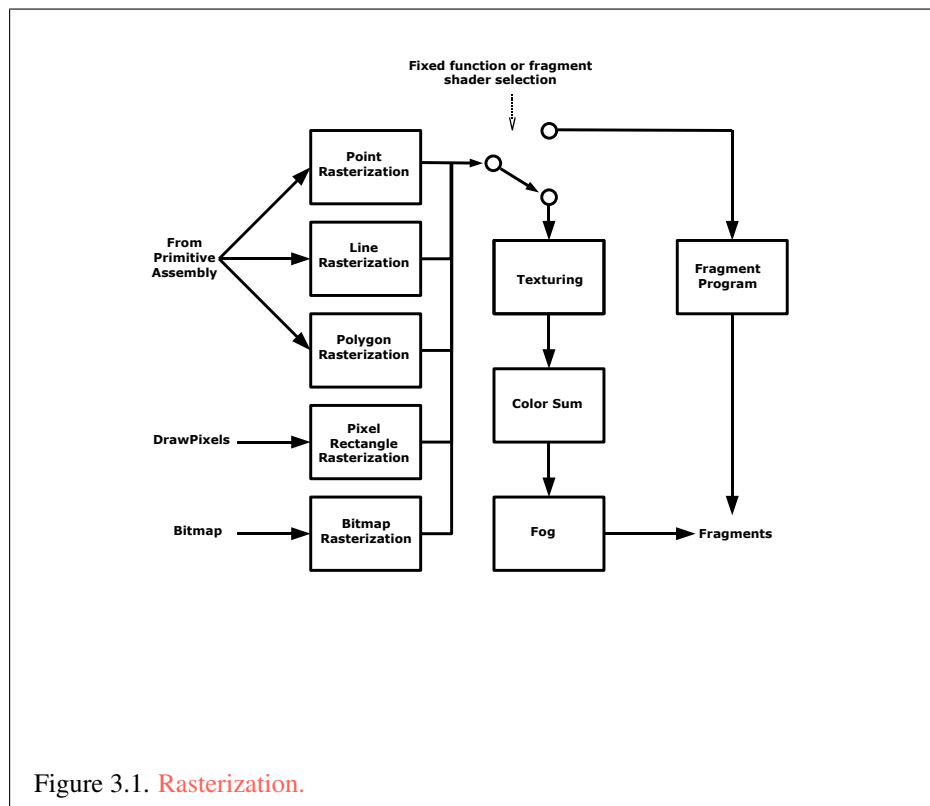 Fixed function or fragment
shader selection
Point
Rasterization
From
Primitive
Assembly
Line
Rasterization
Texturing
Fragment
Program
Polygon
Rasterization
Color Sum
DrawPixels
Pixel
Rectangle
Rasterization
Bitmap
Bitmap
Rasterization
Fog
Fragments
Figure 3.1. Rasterization.